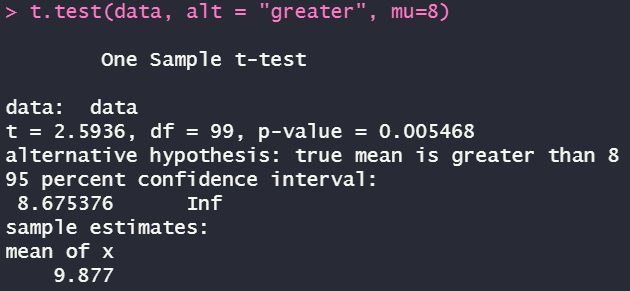 > t.test(data, alt = "greater", mu=8)
One Sample t-test
data:  data
t = 2.5936, df = 99, p-value = 0.005468
alternative hypothesis: true mean is greater than 8
95 percent confidence interval:
8.675376      Inf
sample estimates:
mean of x
9.877